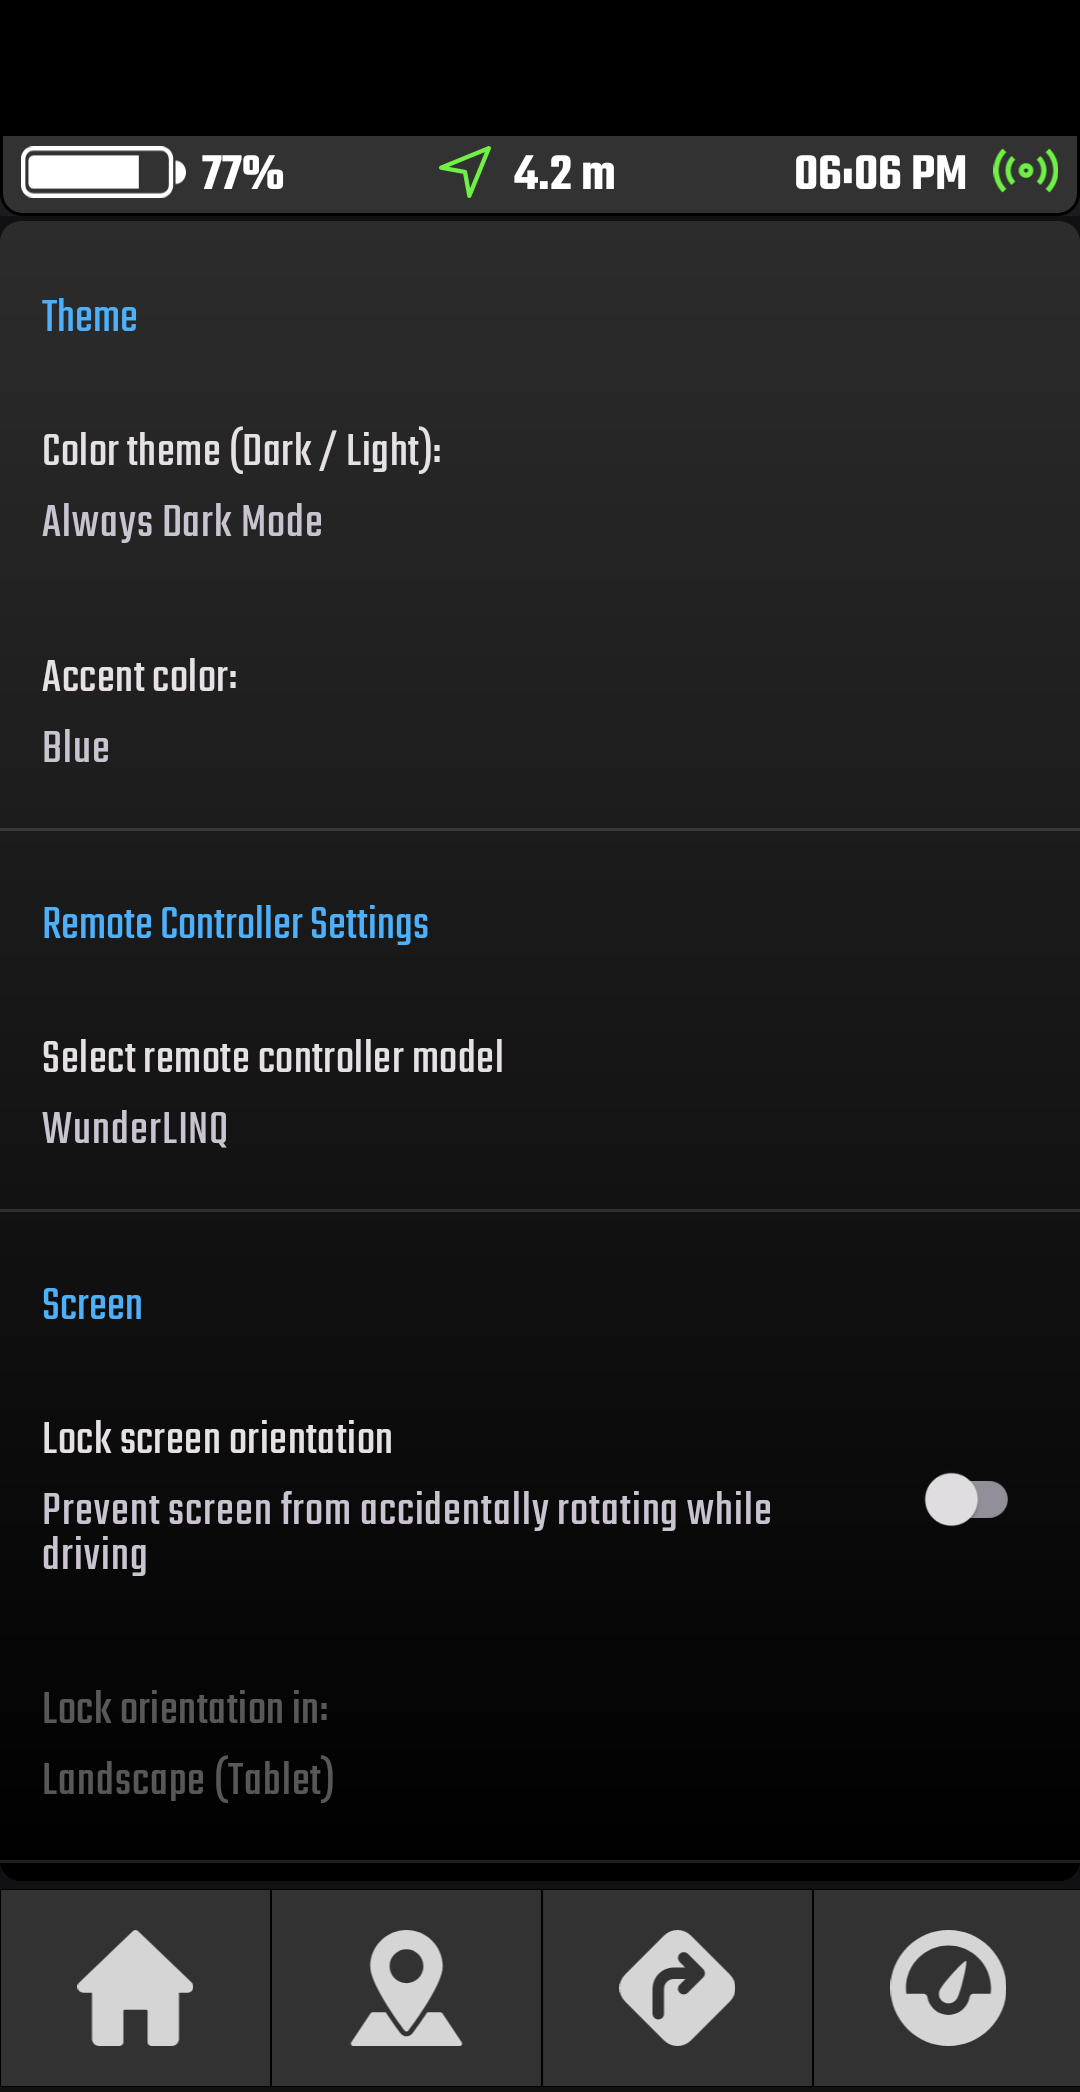 77%
4.2 m
06:06 PM
Theme
Color theme (Dark / Light):
Always Dark Mode
Accent color:
Blue
Remote Controller Settings
Select remote controller model
WunderLINQ
Screen
Lock screen orientation
Prevent screen from accidentally rotating while
driving
Lock orientation in:
Landscape (Tablet)